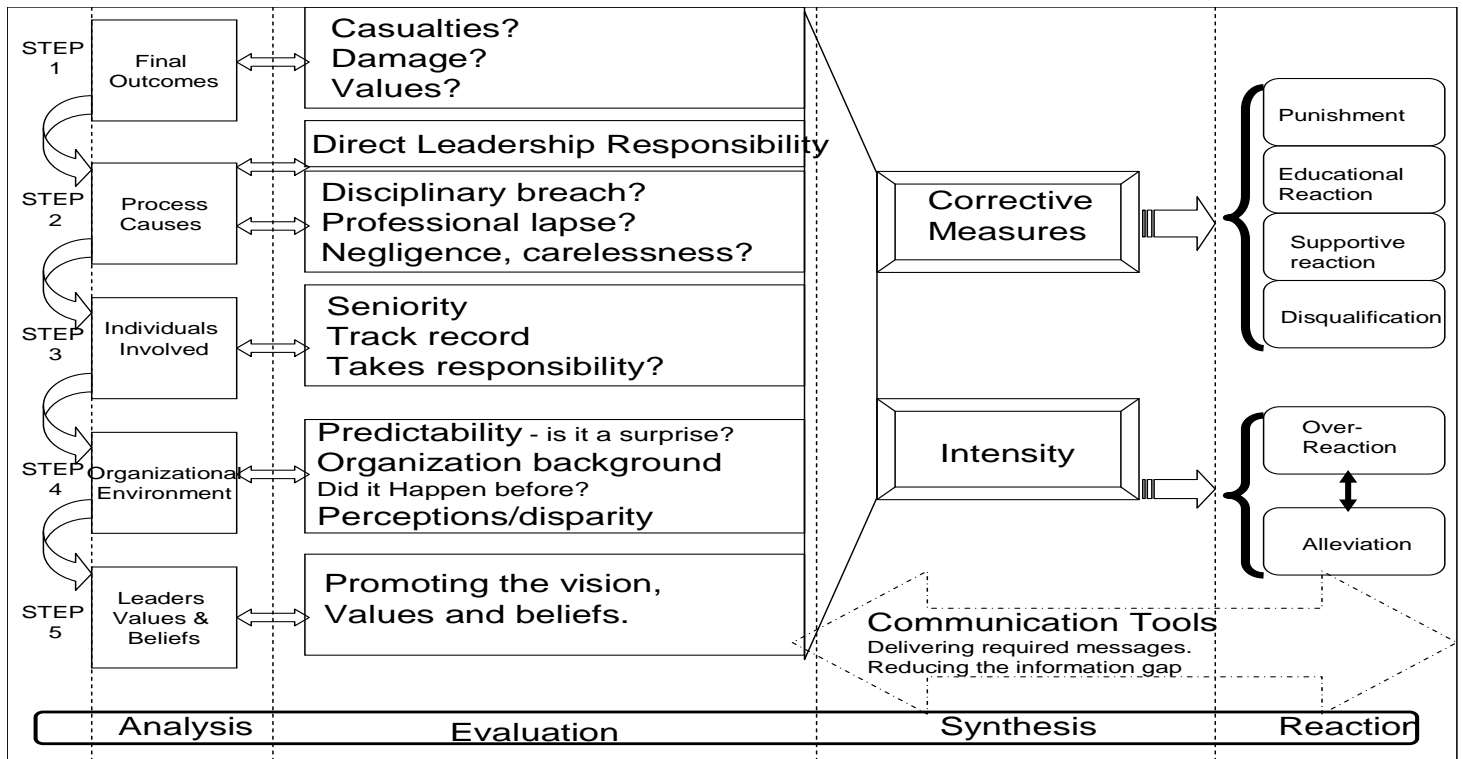 STEP
1
Final
Outcomes
Casualties?
Damage?
Values?
STEP
2
Process
Causes
Direct Leadership Responsibility
Disciplinary breach?
Professional lapse?
Negligence, carelessness?
STEP
3
Individuals
Involved
Seniority
Track record
Takes responsibility?
STEP
4
Organizational
Environment
Predictability - is it a surprise?
Organization background
Did it Happen before?
Perceptions/disparity
STEP
5
Leaders
Values &
Beliefs
Promoting the vision,
Values and beliefs.
Corrective
Measures
Intensity
Punishment
Educational
Reaction
Supportive
reaction
Disqualification
Over-
Reaction
Alleviation
Communication Tools
Delivering required messages.
Reducing the information gap
Analysis
Evaluation
Synthesis
Reaction